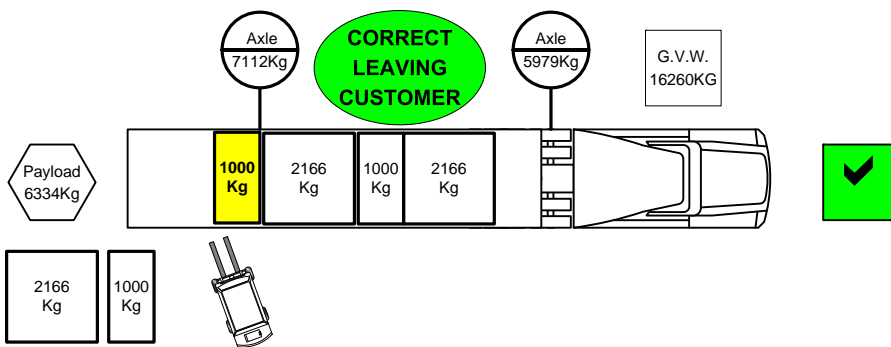 Axle
7112Kg
CORRECT
LEAVING
CUSTOMER
Axle
5979Kg
G.V.W.
16260KG
Payload
6334Kg
1000
Kg
2166
Kg
1000
Kg
2166
Kg
2166
Kg
1000
Kg